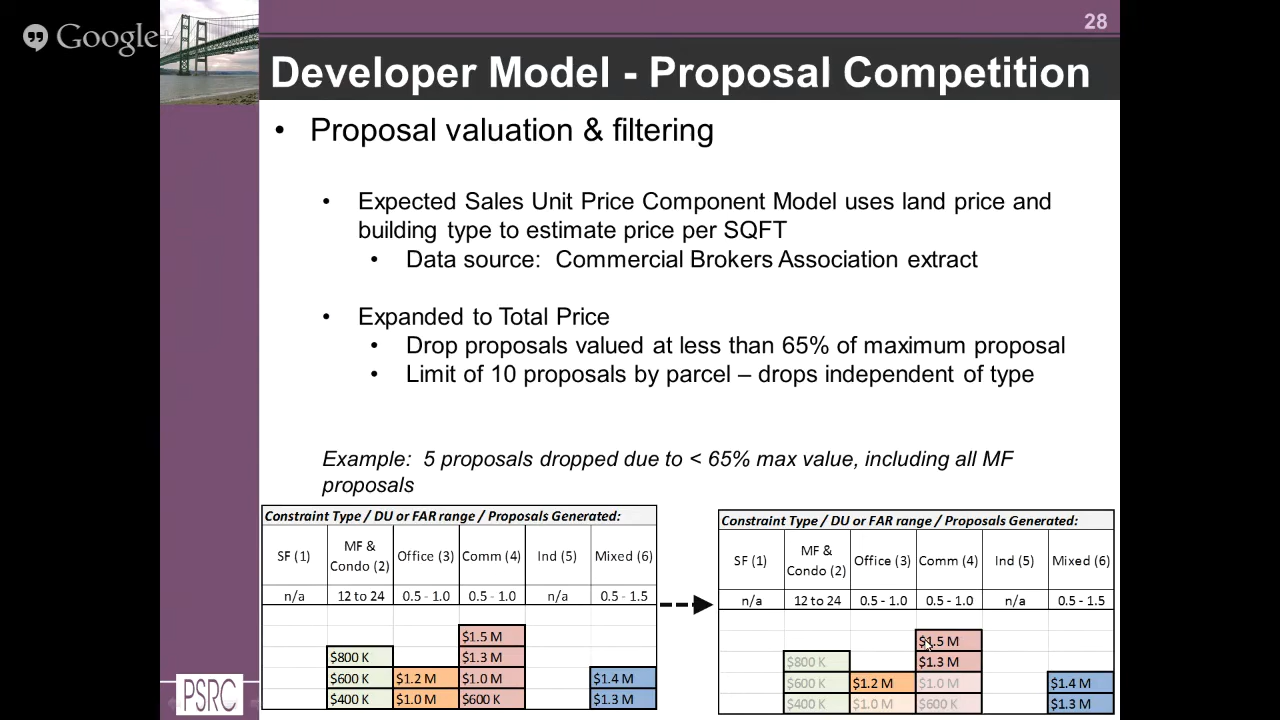 Google+
28
Developer Model - Proposal Competition
• Proposal valuation & filtering
• Expected Sales Unit Price Component Model uses land price and
building type to estimate price per SQFT
• Data source: Commercial Brokers Association extract
• Expanded to Total Price
• Drop proposals valued at less than 65% of maximum proposal
• Limit of 10 proposals by parcel – drops independent of type
Example: 5 proposals dropped due to < 65% max value, including all MF
proposals
Constraint Type / DU or FAR range / Proposals Generated:
SF (1) MF & Condo (2) Office (3) Comm (4) Ind (5) Mixed (6)
n/a 12 to 24 0.5 - 1.0 0.5 - 1.0 n/a 0.5 - 1.5
$1.5 M
$800 K $1.3 M
$600 K $1.2 M $1.0 M $1.4 M
$400 K $1.0 M $600 K $1.3 M
Constraint Type / DU or FAR range / Proposals Generated:
SF (1) MF & Condo (2) Office (3) Comm (4) Ind (5) Mixed (6)
n/a 12 to 24 0.5 - 1.0 0.5 - 1.0 n/a 0.5 - 1.5
$1.5 M
$800 K $1.3 M
$600 K $1.2 M $1.0 M $1.4 M
$400 K $1.0 M $600 K $1.3 M
PSRC